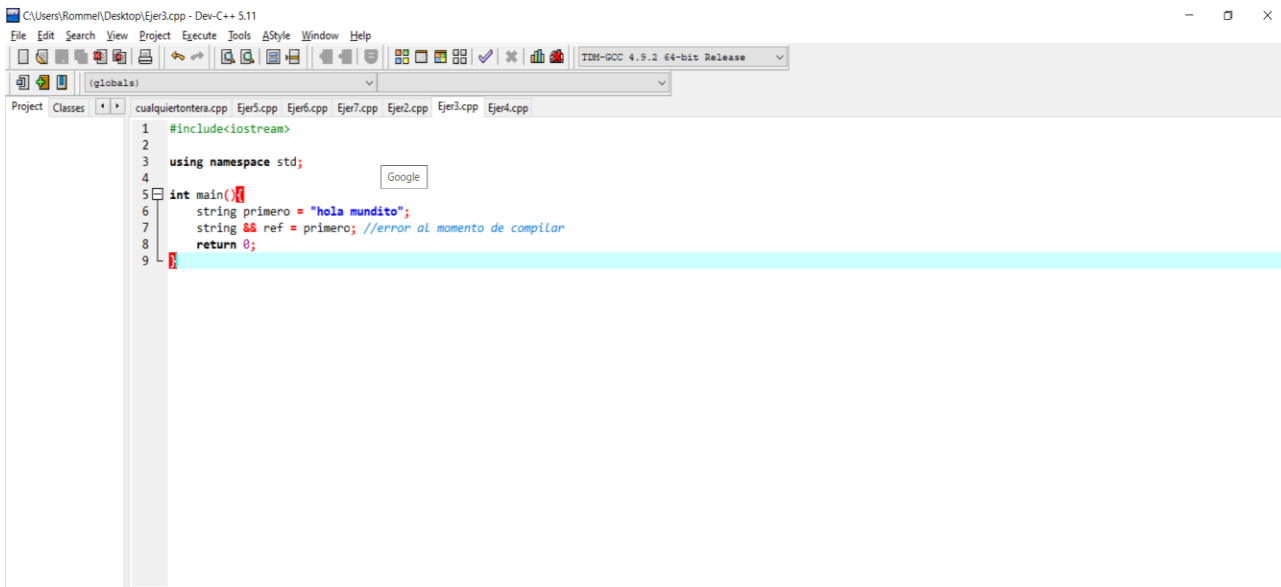 C:\Users\Rommel\Desktop\Ejer3.cpp - Dev-C++ 5.11
File Edit Search View Project Execute Tools AStyle Window Help
TDM-GCC 4.9.2 64-bit Release
(globals)
Project Classes cualquiertontera.cpp Ejer5.cpp Ejer6.cpp Ejer7.cpp Ejer2.cpp Ejer3.cpp Ejer4.cpp
1 #include<iostream>
2
3 using namespace std;
4
Google
5 int main(){
6 string primero = "hola mundito";
7 string && ref = primero; //error al momento de compilar
8 return 0;
9 }